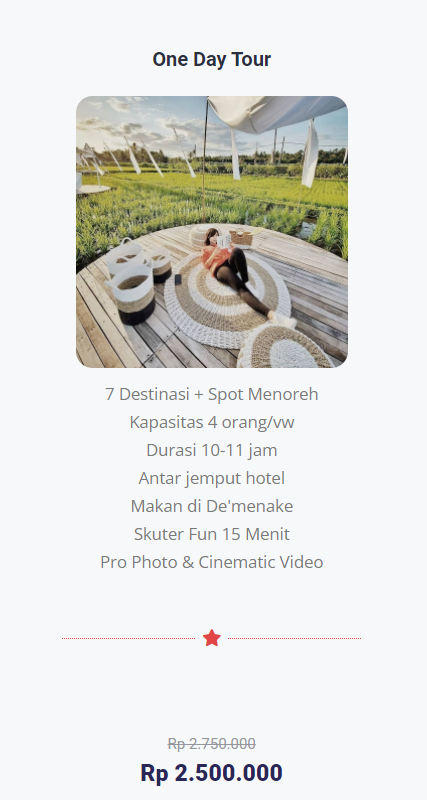 One Day Tour
7 Destinasi + Spot Menoreh
Kapasitas 4 orang/vw
Durasi 10-11 jam
Antar jemput hotel
Makan di De'menake
Skuter Fun 15 Menit
Pro Photo & Cinematic Video
Rp 2.750.000
Rp 2.500.000